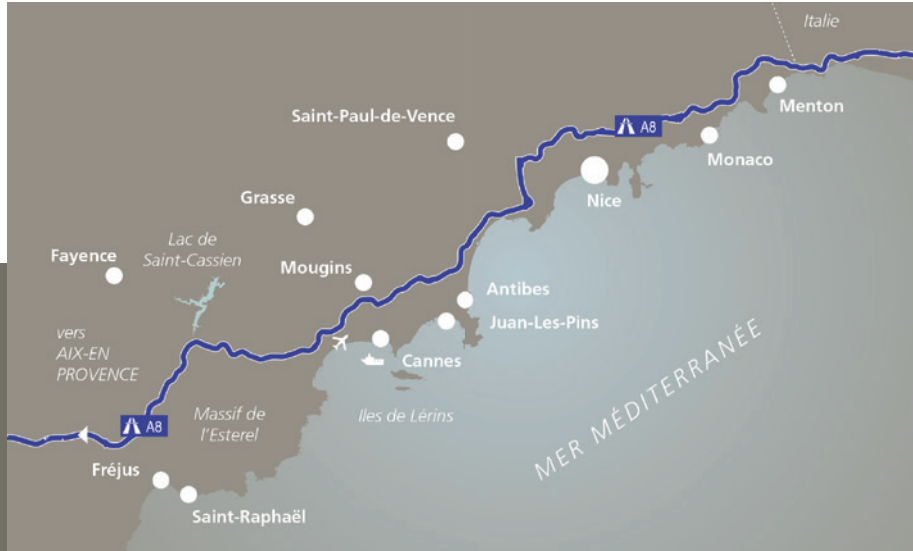 Italie
Menton
A8
Monaco
Saint-Paul-de-Vence
Nice
Grasse
Lac de
Saint-Cassien
Fayence
Mougins
Antibes
Juan-Les-Pins
vers
AIX-EN
PROVENCE
Cannes
MER MÉDITERRANÉE
Massif de
l'Esterel
Iles de Lérins
A8
Fréjus
Saint-Raphaël